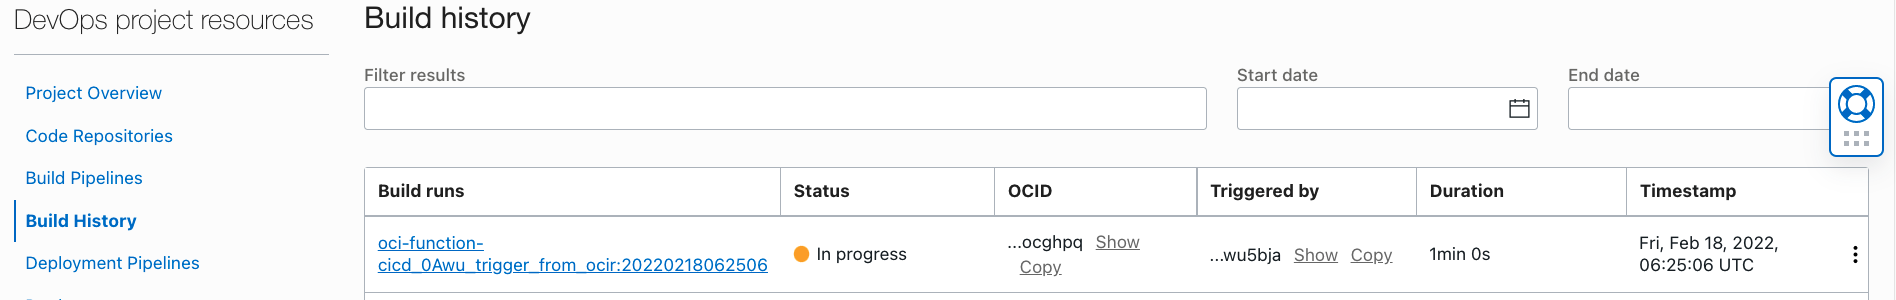 DevOps project resources
Project Overview
Code Repositories
Build Pipelines
Build History
Deployment Pipelines
Build history
Filter results
Start date
End date
Build runs
Status
OCID
Triggered by
Duration
Timestamp
oci-function-
cicd_0Awu_trigger_from_ocir:20220218062506
In progress
...ocghpq Show
Copy
...wu5bja Show Copy
1min 0s
Fri, Feb 18, 2022,
06:25:06 UTC